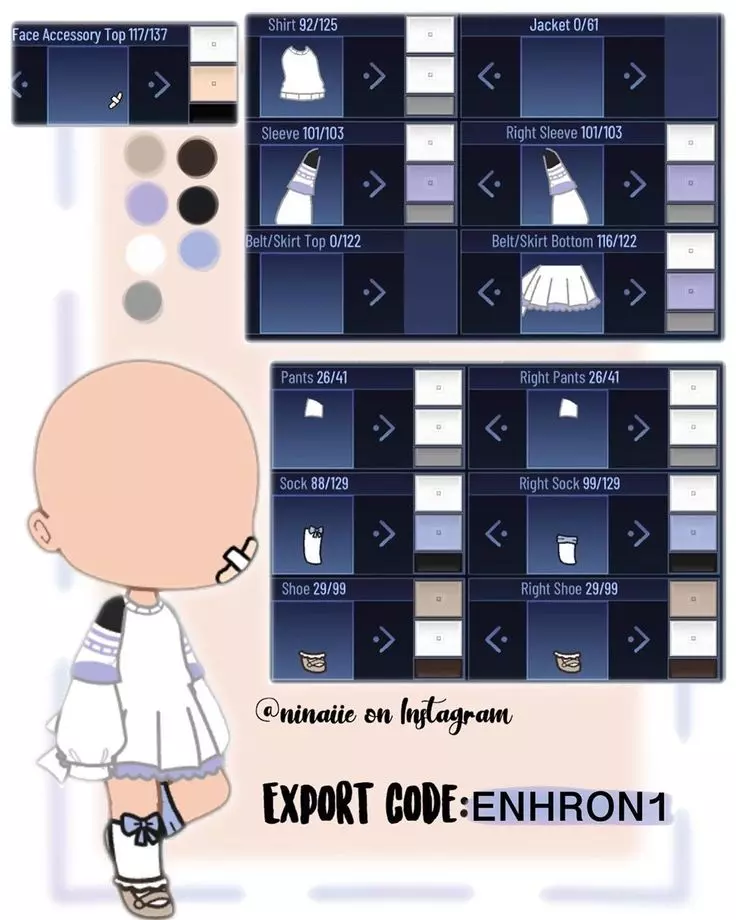 Face Accessory Top 117/137
Shirt 92/125
Jacket 0/61
Sleeve 101/103
Right Sleeve 101/103
Belt/Skirt Top 0/122
Belt/Skirt Bottom 116/122
Pants 26/41
Right Pants 26/41
Sock 88/129
Right Sock 99/129
Shoe 29/99
Right Shoe 29/99
@ninaiie on Instagram
EXPORT CODE:ENHRON1